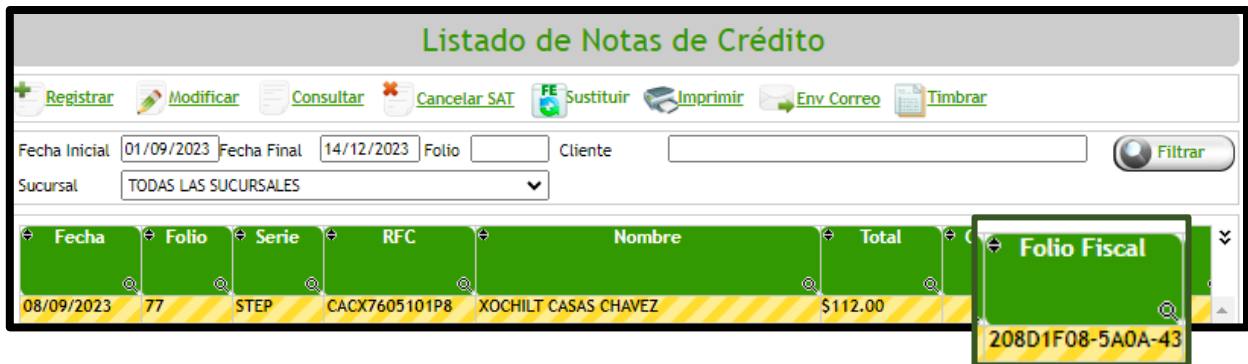 Listado de Notas de Crédito
Registrar Modificar Consultar Cancelar SAT FE Sustituir Imprimir Env Correo Timbrar
Fecha Inicial 01/09/2023 Fecha Final 14/12/2023 Folio Cliente Filtrar
Sucursal TODAS LAS SUCURSALES
Fecha Folio Serie RFC Nombre Total Folio Fiscal
08/09/2023 77 STEP CACX7605101P8 XOCHILT CASAS CHAVEZ $112.00 208D1F08-5A0A-43